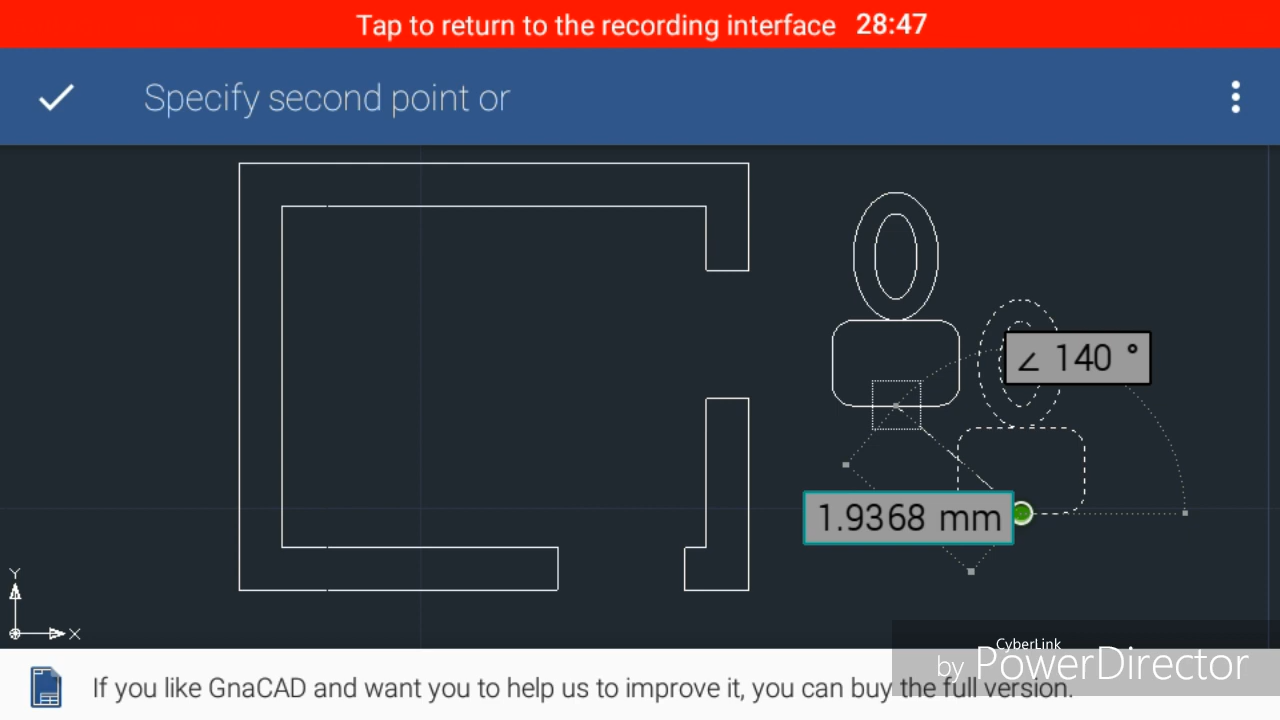 Tap to return to the recording interface 28:47
Specify second point or
∠ 140 °
1.9368 mm
Y
X
CyberLink
by PowerDirector
If you like GnaCAD and want you to help us to improve it, you can buy the full version.